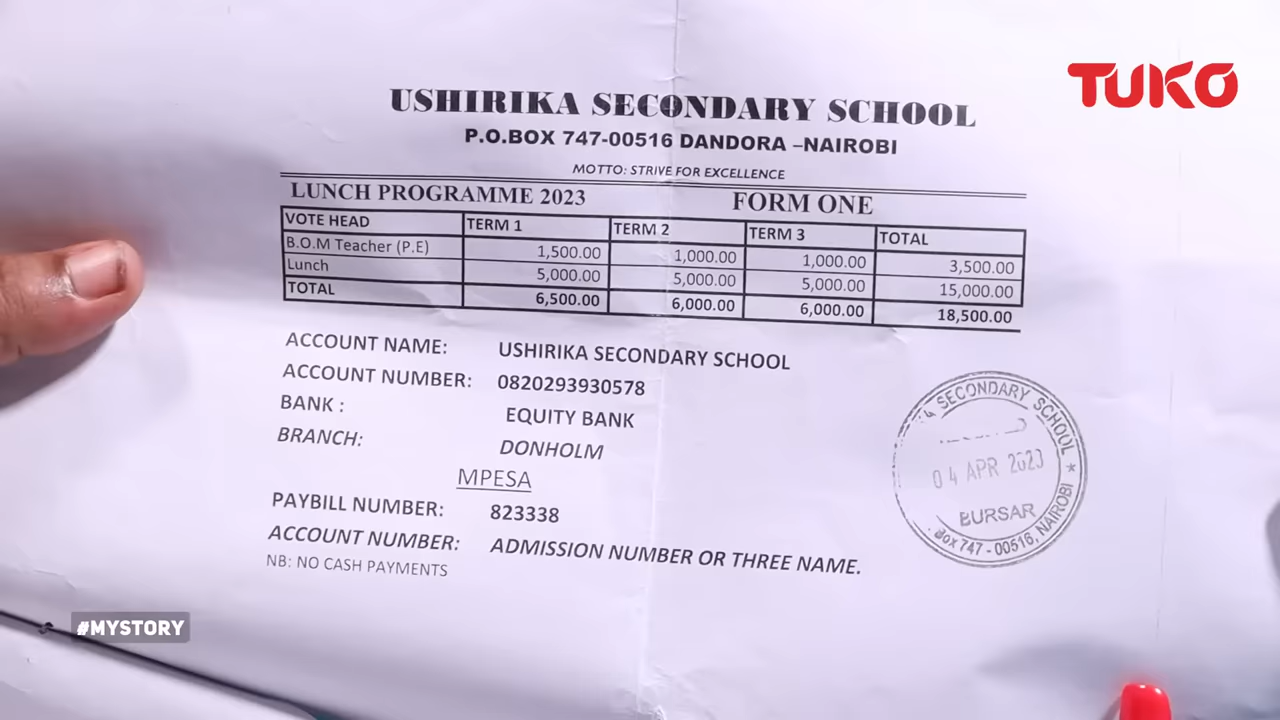 TUKO
USHIRIKA SECONDARY SCHOOL
P.O.BOX 747-00516 DANDORA –NAIROBI
MOTTO: STRIVE FOR EXCELLENCE
LUNCH PROGRAMME 2023 FORM ONE
VOTE HEAD TERM 1 TERM 2 TERM 3 TOTAL
B.O.M Teacher (P.E) 1,500.00 1,000.00 1,000.00 3,500.00
Lunch 5,000.00 5,000.00 5,000.00 15,000.00
TOTAL 6,500.00 6,000.00 6,000.00 18,500.00
ACCOUNT NAME: USHIRIKA SECONDARY SCHOOL
ACCOUNT NUMBER: 0820293930578
BANK : EQUITY BANK
BRANCH: DONHOLM
MPESA
PAYBILL NUMBER: 823338
ACCOUNT NUMBER: ADMISSION NUMBER OR THREE NAME.
NB: NO CASH PAYMENTS
SECONDARY SCHOOL
04 APR 2023
BURSAR
Box 747 - 00516, NAIROBI
#MYSTORY